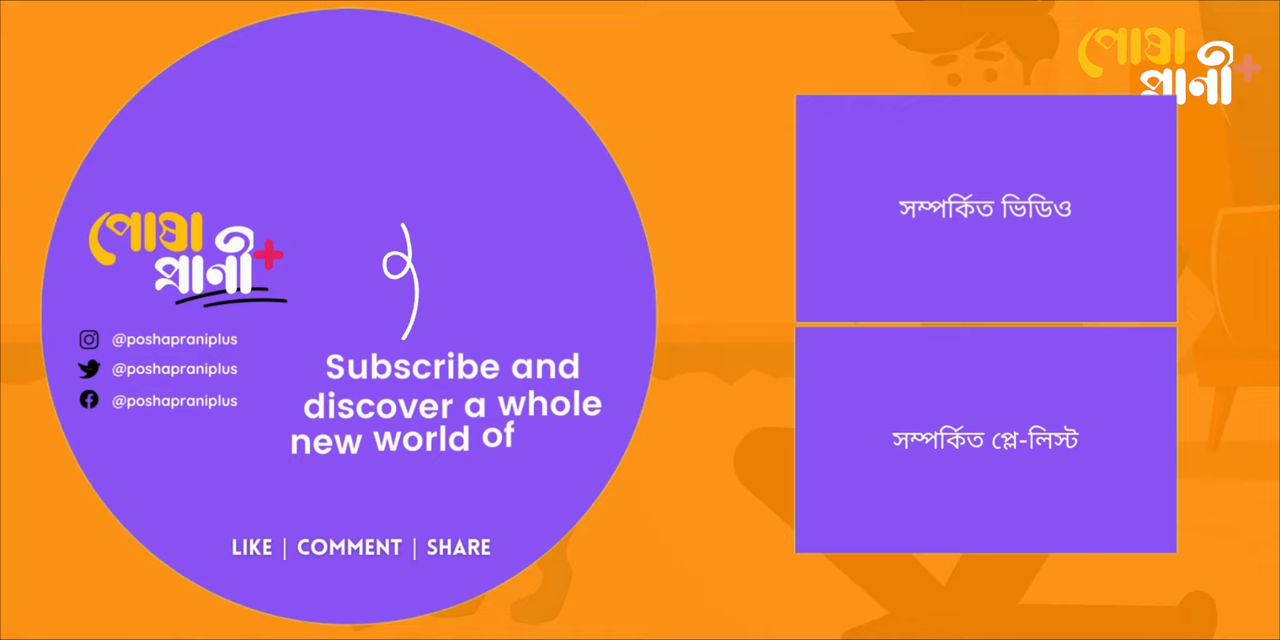 পোষা
প্রাণী+
@poshapraniplus
@poshapraniplus
@poshapraniplus
Subscribe and
discover a whole
new world of
LIKE | COMMENT | SHARE
পোষা
প্রাণী+
সম্পর্কিত ভিডিও
সম্পর্কিত প্লে-লিস্ট